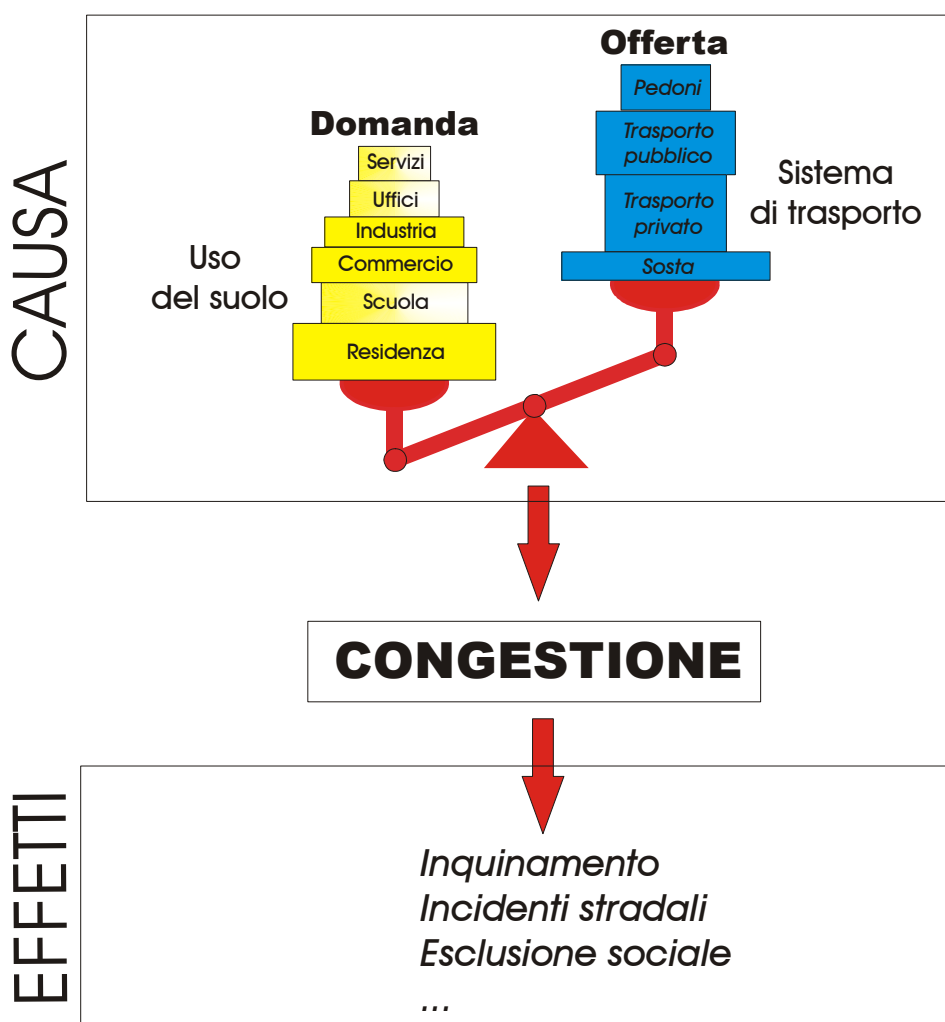 CAUSA
Offerta
Pedoni
Trasporto
pubblico
Trasporto
privato
Sosta
Sistema
di trasporto
Domanda
Servizi
Uffici
Industria
Commercio
Scuola
Residenza
Uso
del suolo
CONGESTIONE
EFFETTI
Inquinamento
Incidenti stradali
Esclusione sociale
...